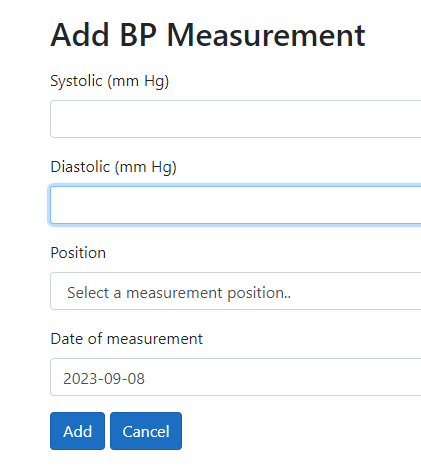 Add BP Measurement
Systolic (mm Hg)
Diastolic (mm Hg)
Position
Select a measurement position..
Date of measurement
2023-09-08
Add Cancel